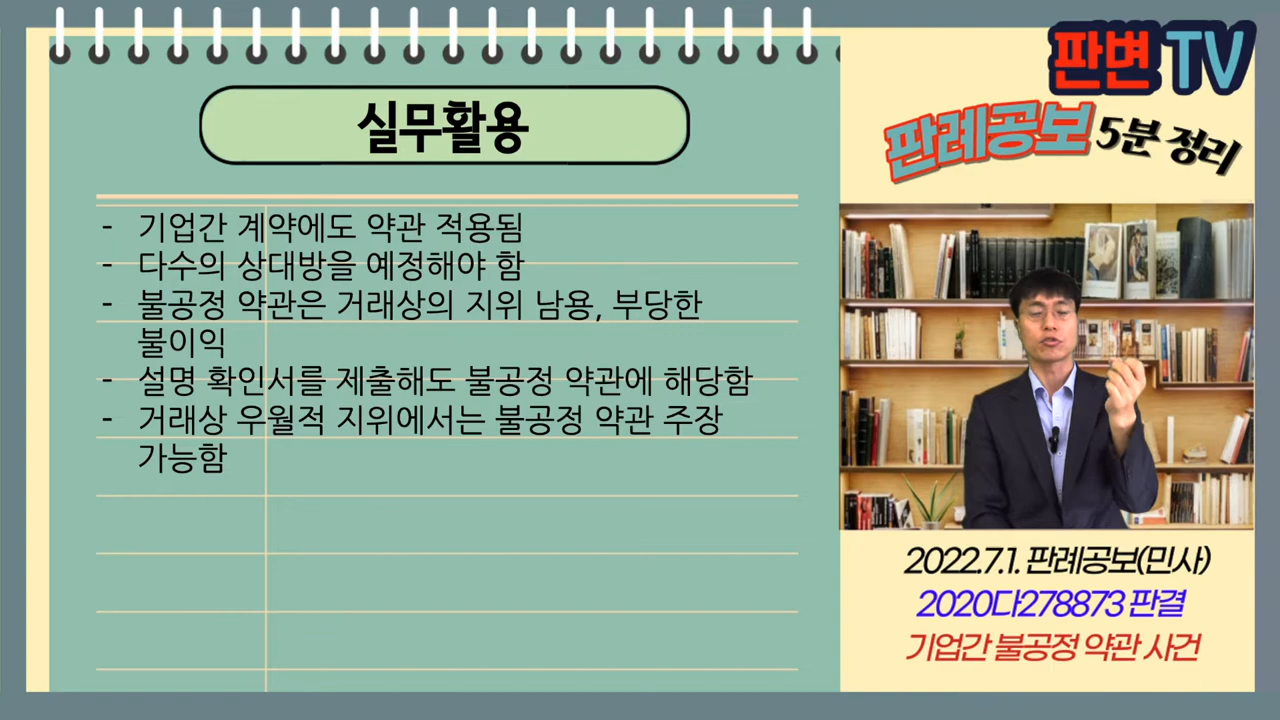 판변 TV
판례공보 5분 정리
실무활용
- 기업간 계약에도 약관 적용됨
- 다수의 상대방을 예정해야 함
- 불공정 약관은 거래상의 지위 남용, 부당한
불이익
- 설명 확인서를 제출해도 불공정 약관에 해당함
- 거래상 우월적 지위에서는 불공정 약관 주장
가능함
2022.7.1. 판례공보(민사)
2020다278873 판결
기업간 불공정 약관 사건